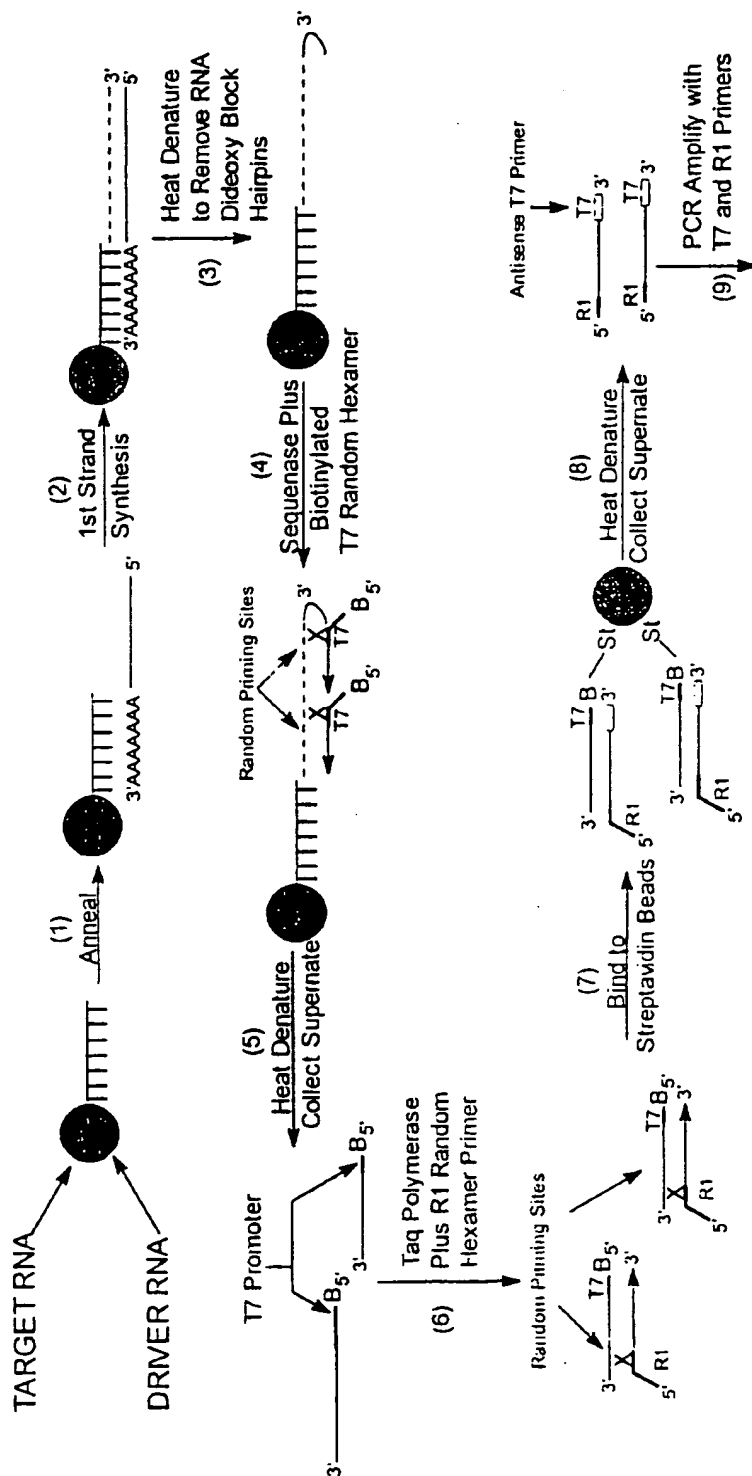 TARGET RNA
DRIVER RNA
TTTTTTT
(1)
Anneal
TTTTTTT
3'AAAAAAA
5'
(2)
1st Strand
Synthesis
TTTTTTT
3'AAAAAAAA
3'
5'
Heat Denature
to Remove RNA
Dideoxy Block
Hairpins
(3)
3'
TTTTTTT
(4)
Sequenase Plus
Biotinylated
T7 Random Hexamer
Random Priming Sites
3'
X
X
T7
T7
B5'
B5'
TTTTTTT
(5)
Heat Denature
Collect Supernate
T7 Promoter
B5'
3'
B5'
3'
Taq Polymerase
Plus R1 Random
Hexamer Primer
(6)
Random Priming Sites
3'
T7 B5'
X
3'
R1
5'
3'
T7 B5'
X
3'
R1
5'
(7)
Bind to
Streptavidin Beads
3'
T7 B
3'
R1
5'
St
St
3'
T7 B
3'
R1
5'
(8)
Heat Denature
Collect Supernate
Antisense T7 Primer
R1
T7
5'
3'
R1
T7
5'
3'
PCR Amplify with
T7 and R1 Primers
(9)